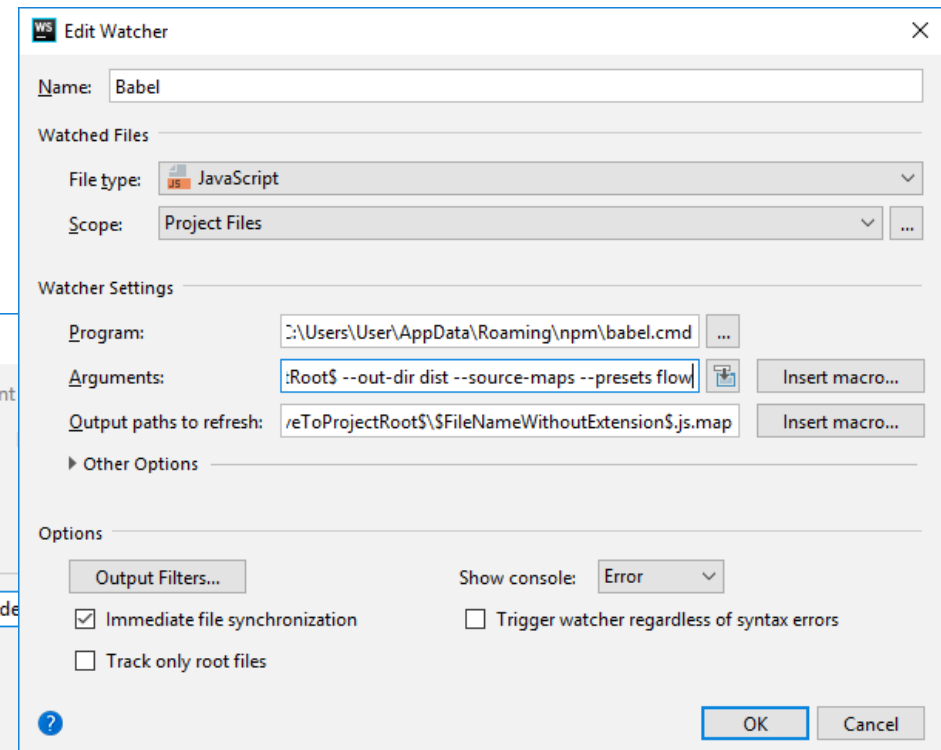 WS Edit Watcher
Name: Babel
Watched Files
File type: JS JavaScript
Scope: Project Files ...
Watcher Settings
Program: :\Users\User\AppData\Roaming\npm\babel.cmd ...
nt
Arguments: :Root$ --out-dir dist --source-maps --presets flow Insert macro...
Output paths to refresh: veToProjectRoot$\$FileNameWithoutExtension$.js.map Insert macro...
Other Options
Options
Output Filters... Show console: Error
de
Immediate file synchronization Trigger watcher regardless of syntax errors
Track only root files
? OK Cancel